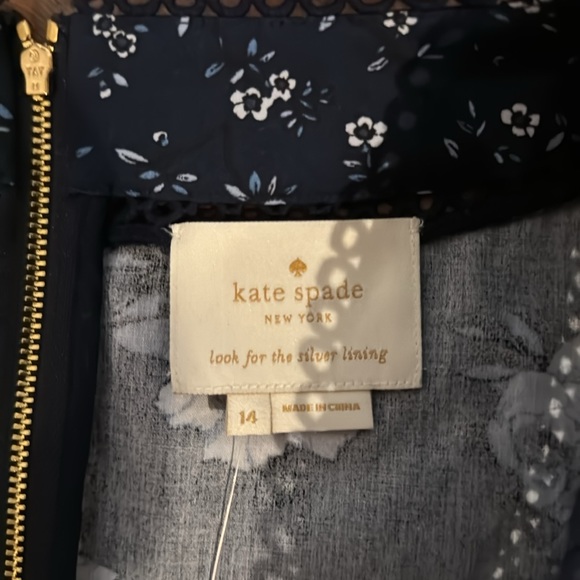 kate spade
NEW YORK
look for the silver lining
14
MADE IN CHINA